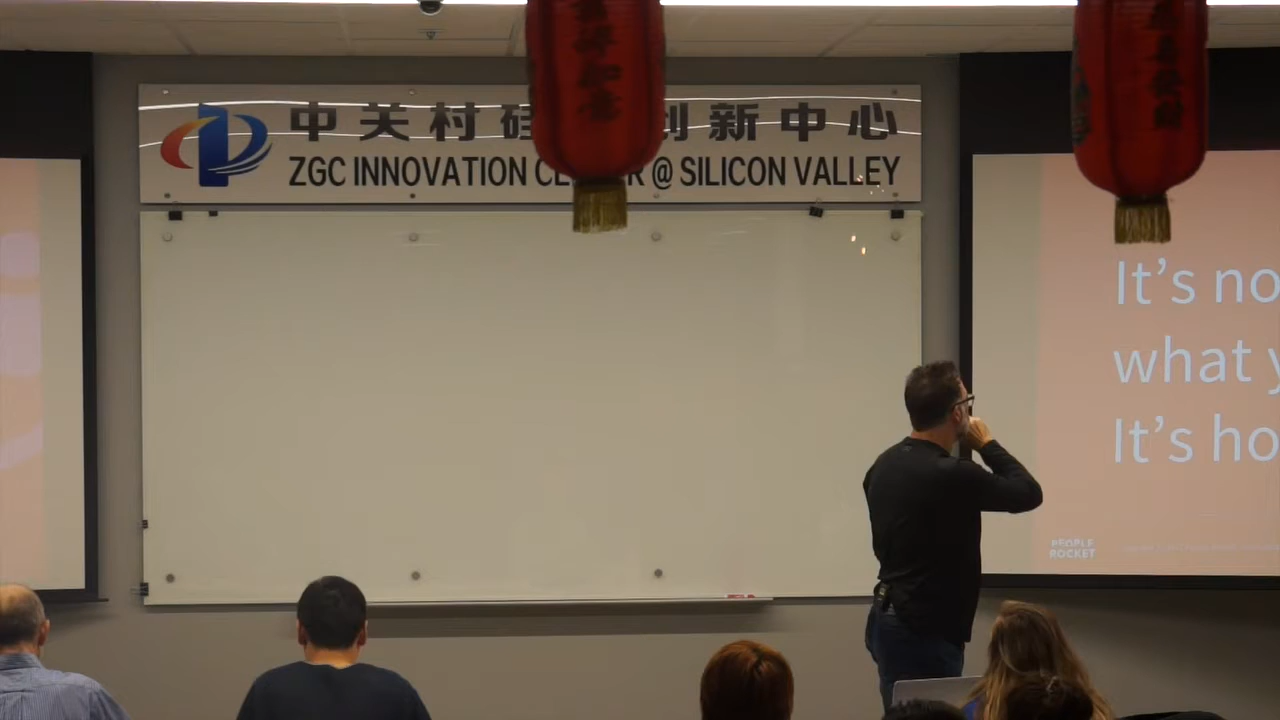 中关村硅 创新中心
ZGC INNOVATION CE R @ SILICON VALLEY
It's no
what y
It's ho
PEOPLE
ROCKET